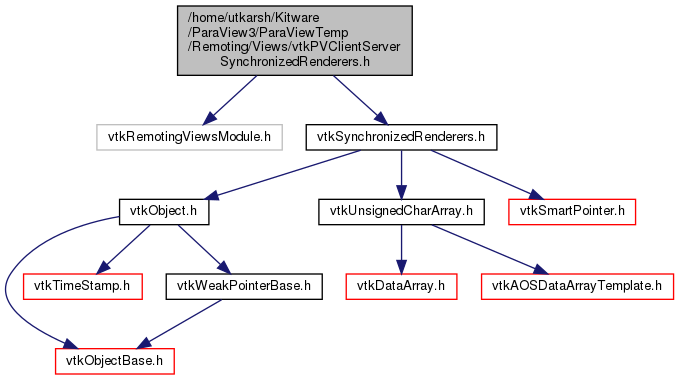 /home/utkarsh/Kitware
/ParaView3/ParaViewTemp
/Remoting/Views/vtkPVClientServer
SynchronizedRenderers.h
vtkRemotingViewsModule.h
vtkSynchronizedRenderers.h
vtkObject.h
vtkUnsignedCharArray.h
vtkSmartPointer.h
vtkTimeStamp.h
vtkWeakPointerBase.h
vtkDataArray.h
vtkAOSDataArrayTemplate.h
vtkObjectBase.h